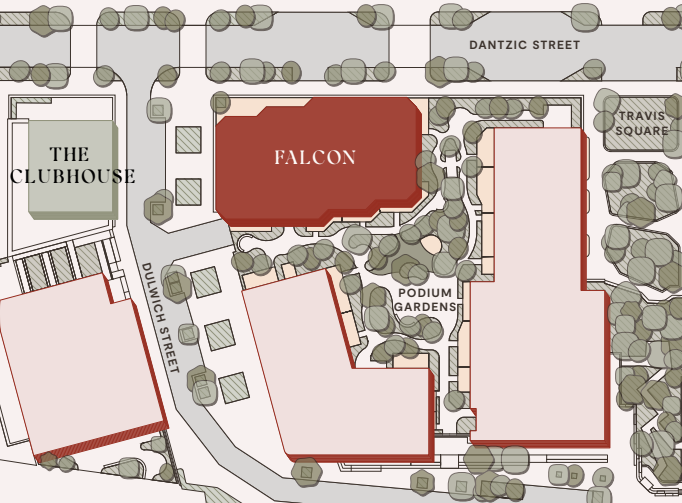 DANTZIC STREET
TRAVIS
SQUARE
THE
CLUBHOUSE
FALCON
DULWICH STREET
PODIUM
GARDENS